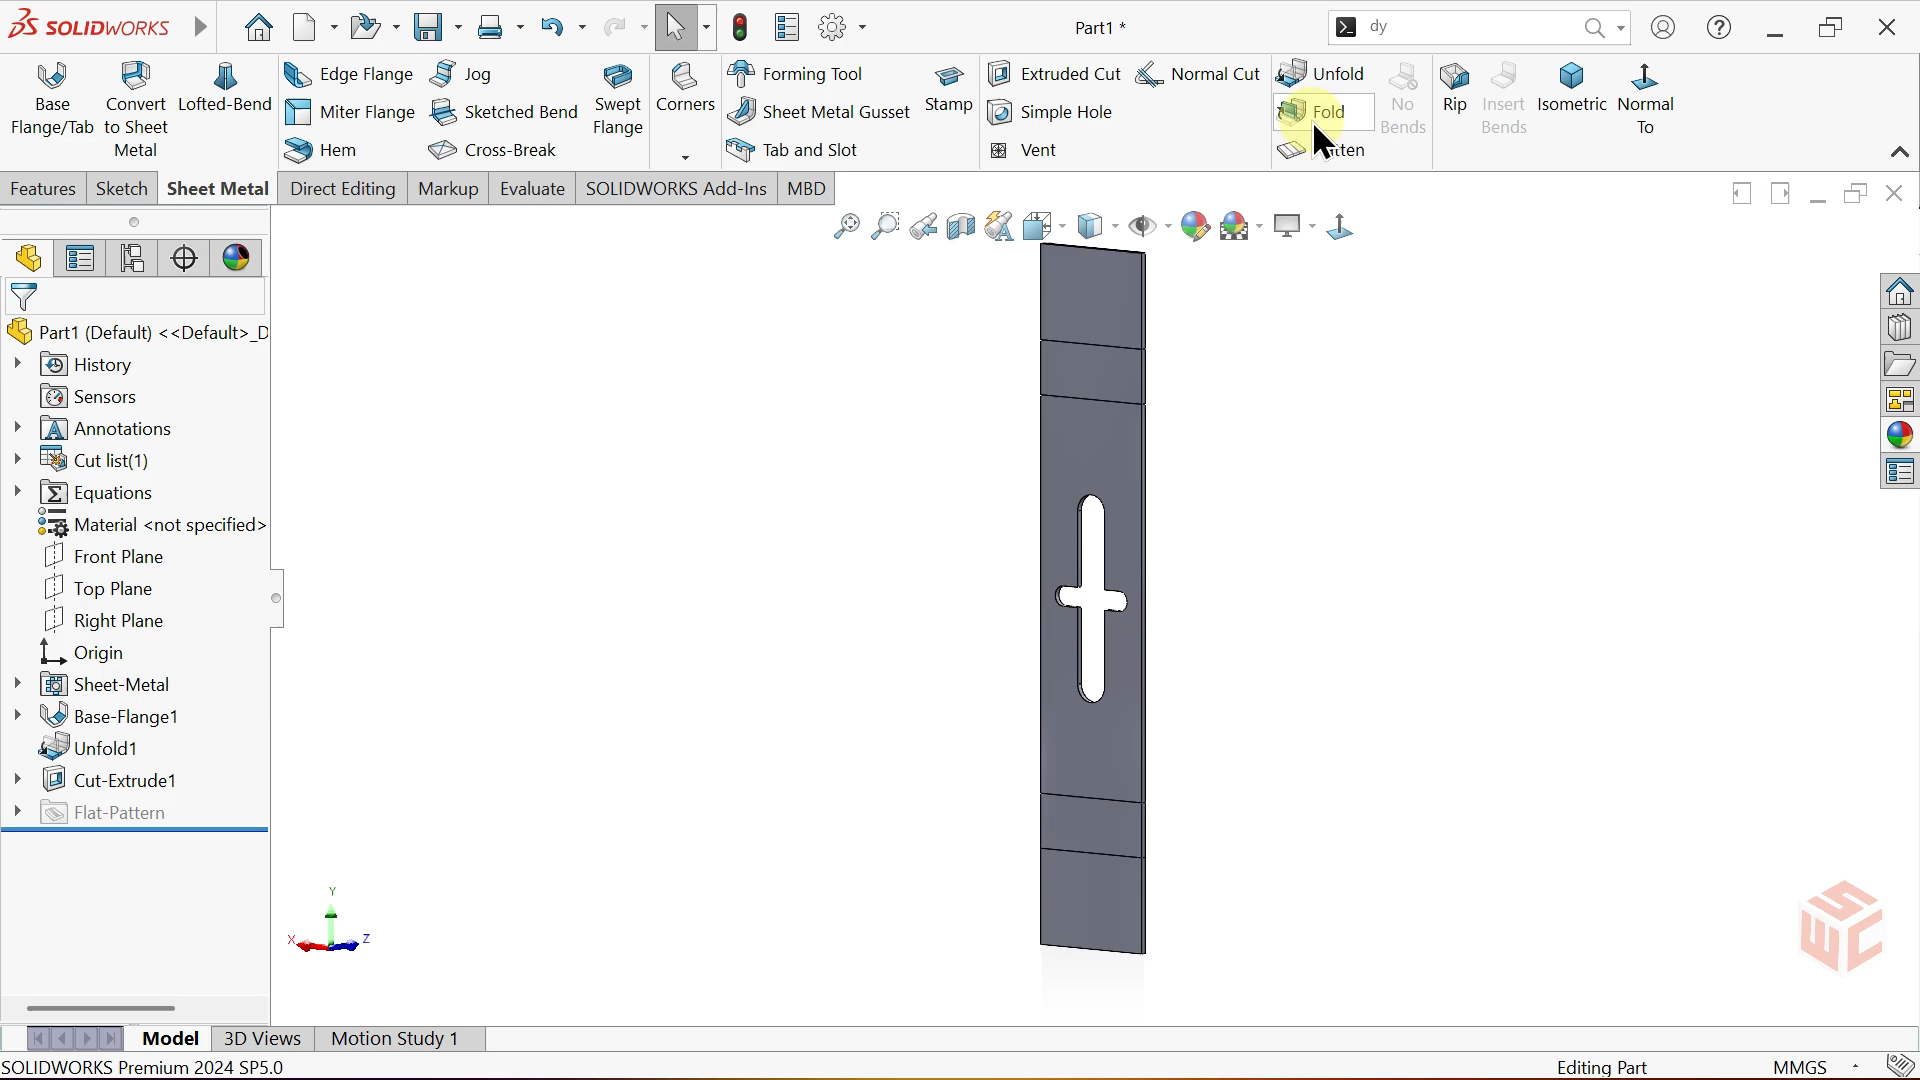 SOLIDWORKS
Part1 *
dy
Base Flange/Tab
Convert to Sheet Metal
Lofted-Bend
Edge Flange
Miter Flange
Hem
Jog
Sketched Bend
Cross-Break
Swept Flange
Corners
Forming Tool
Sheet Metal Gusset
Tab and Slot
Stamp
Extruded Cut
Simple Hole
Vent
Normal Cut
Unfold
Fold
No Bends
Rip
Insert Bends
Isometric
Normal To
Features
Sketch
Sheet Metal
Direct Editing
Markup
Evaluate
SOLIDWORKS Add-Ins
MBD
Part1 (Default) <<Default>_D
History
Sensors
Annotations
Cut list(1)
Equations
Material <not specified>
Front Plane
Top Plane
Right Plane
Origin
Sheet-Metal
Base-Flange1
Unfold1
Cut-Extrude1
Flat-Pattern
Y
X
Z
Model
3D Views
Motion Study 1
SOLIDWORKS Premium 2024 SP5.0
Editing Part
MMGS